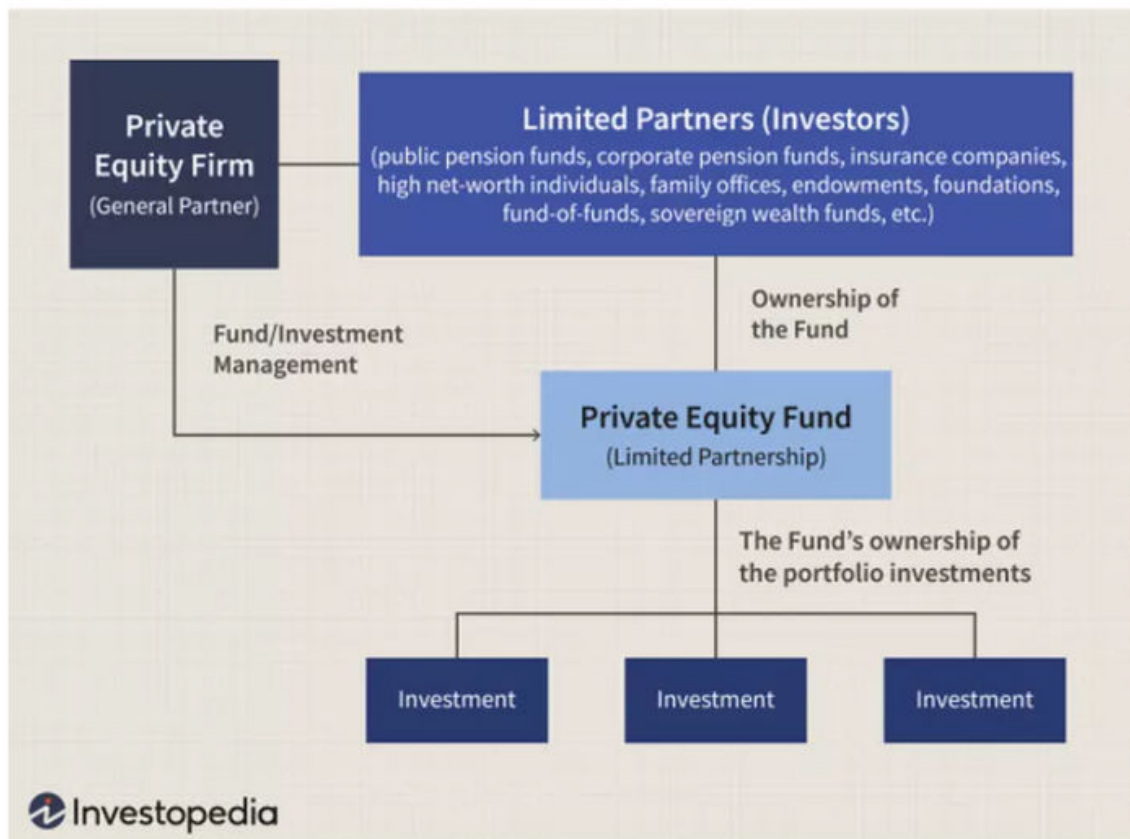 Private
Equity Firm
(General Partner)
Limited Partners (Investors)
(public pension funds, corporate pension funds, insurance companies,
high net-worth individuals, family offices, endowments, foundations,
fund-of-funds, sovereign wealth funds, etc.)
Fund/Investment
Management
Ownership of
the Fund
Private Equity Fund
(Limited Partnership)
The Fund's ownership of
the portfolio investments
Investment
Investment
Investment
Investopedia